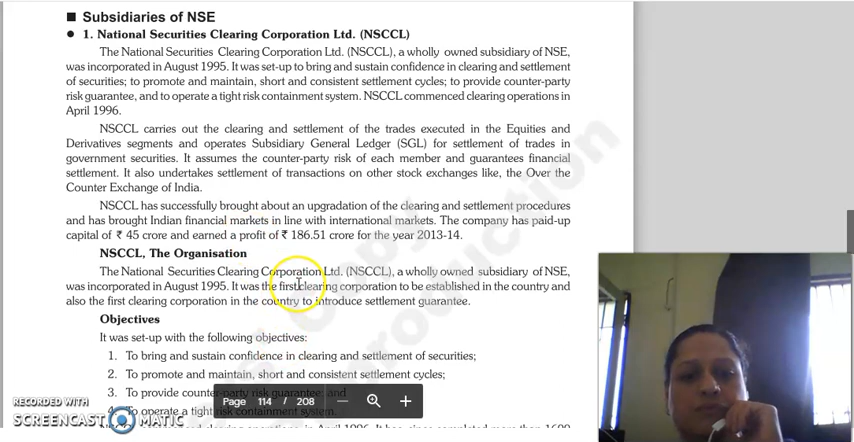 ■ Subsidiaries of NSE
● 1. National Securities Clearing Corporation Ltd. (NSCCL)
The National Securities Clearing Corporation Ltd. (NSCCL), a wholly owned subsidiary of NSE,
was incorporated in August 1995. It was set-up to bring and sustain confidence in clearing and settlement
of securities; to promote and maintain, short and consistent settlement cycles; to provide counter-party
risk guarantee, and to operate a tight risk containment system. NSCCL commenced clearing operations in
April 1996.
NSCCL carries out the clearing and settlement of the trades executed in the Equities and
Derivatives segments and operates Subsidiary General Ledger (SGL) for settlement of trades in
government securities. It assumes the counter-party risk of each member and guarantees financial
settlement. It also undertakes settlement of transactions on other stock exchanges like, the Over the
Counter Exchange of India.
NSCCL has successfully brought about an upgradation of the clearing and settlement procedures
and has brought Indian financial markets in line with international markets. The company has paid-up
capital of ₹ 45 crore and earned a profit of ₹ 186.51 crore for the year 2013-14.
NSCCL, The Organisation
The National Securities Clearing Corporation Ltd. (NSCCL), a wholly owned subsidiary of NSE,
was incorporated in August 1995. It was the first clearing corporation to be established in the country and
also the first clearing corporation in the country to introduce settlement guarantee.
Objectives
It was set-up with the following objectives:
1. To bring and sustain confidence in clearing and settlement of securities;
2. To promote and maintain, short and consistent settlement cycles;
3. To provide counter-party risk guarantee, and
To operate a tight risk containment system.
Page 114 / 208
RECORDED WITH
SCREENCAST MATIC